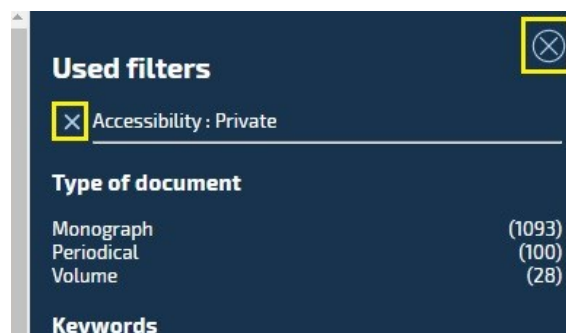 Used filters
Accessibility : Private
Type of document
Monograph (1093)
Periodical (100)
Volume (28)
Keywords